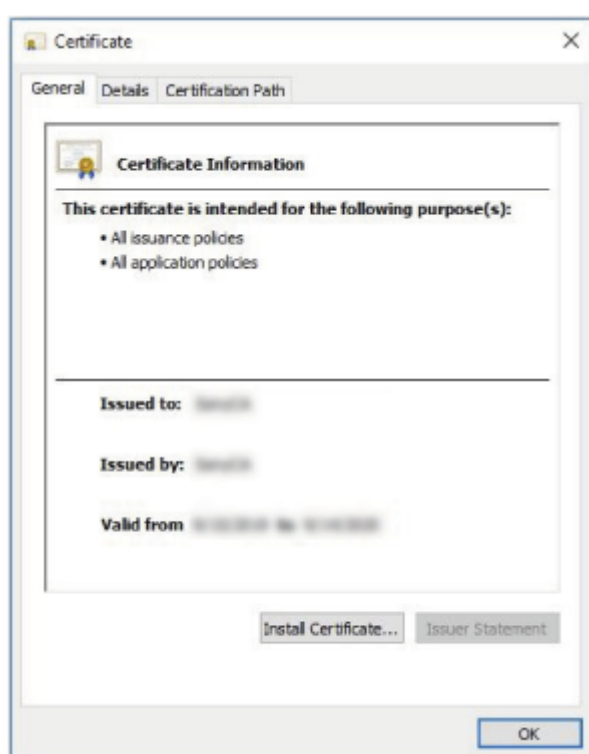 Certificate
General Details Certification Path
Certificate Information
This certificate is intended for the following purpose(s):
• All issuance policies
• All application policies
Issued to:
Issued by:
Valid from
Install Certificate... Issuer Statement
OK